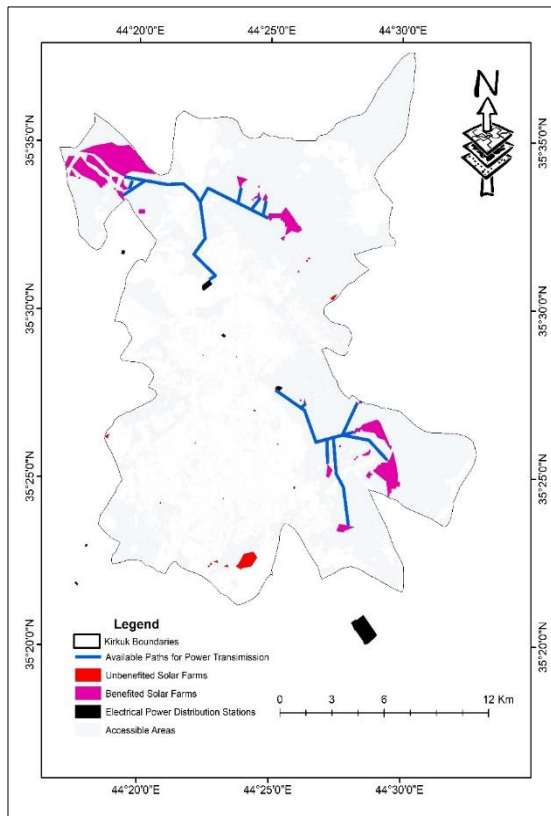 44°20'0"E 44°25'0"E 44°30'0"E
N
35°35'0"N 35°35'0"N
35°30'0"N 35°30'0"N
35°25'0"N 35°25'0"N
35°20'0"N 35°20'0"N
Legend
Kirkuk Boundaries
Available Paths for Power Transimission
Unbenefited Solar Farms
Benefited Solar Farms
Electrical Power Distribution Stations
Accessible Areas
0 3 6 12 Km
44°20'0"E 44°25'0"E 44°30'0"E